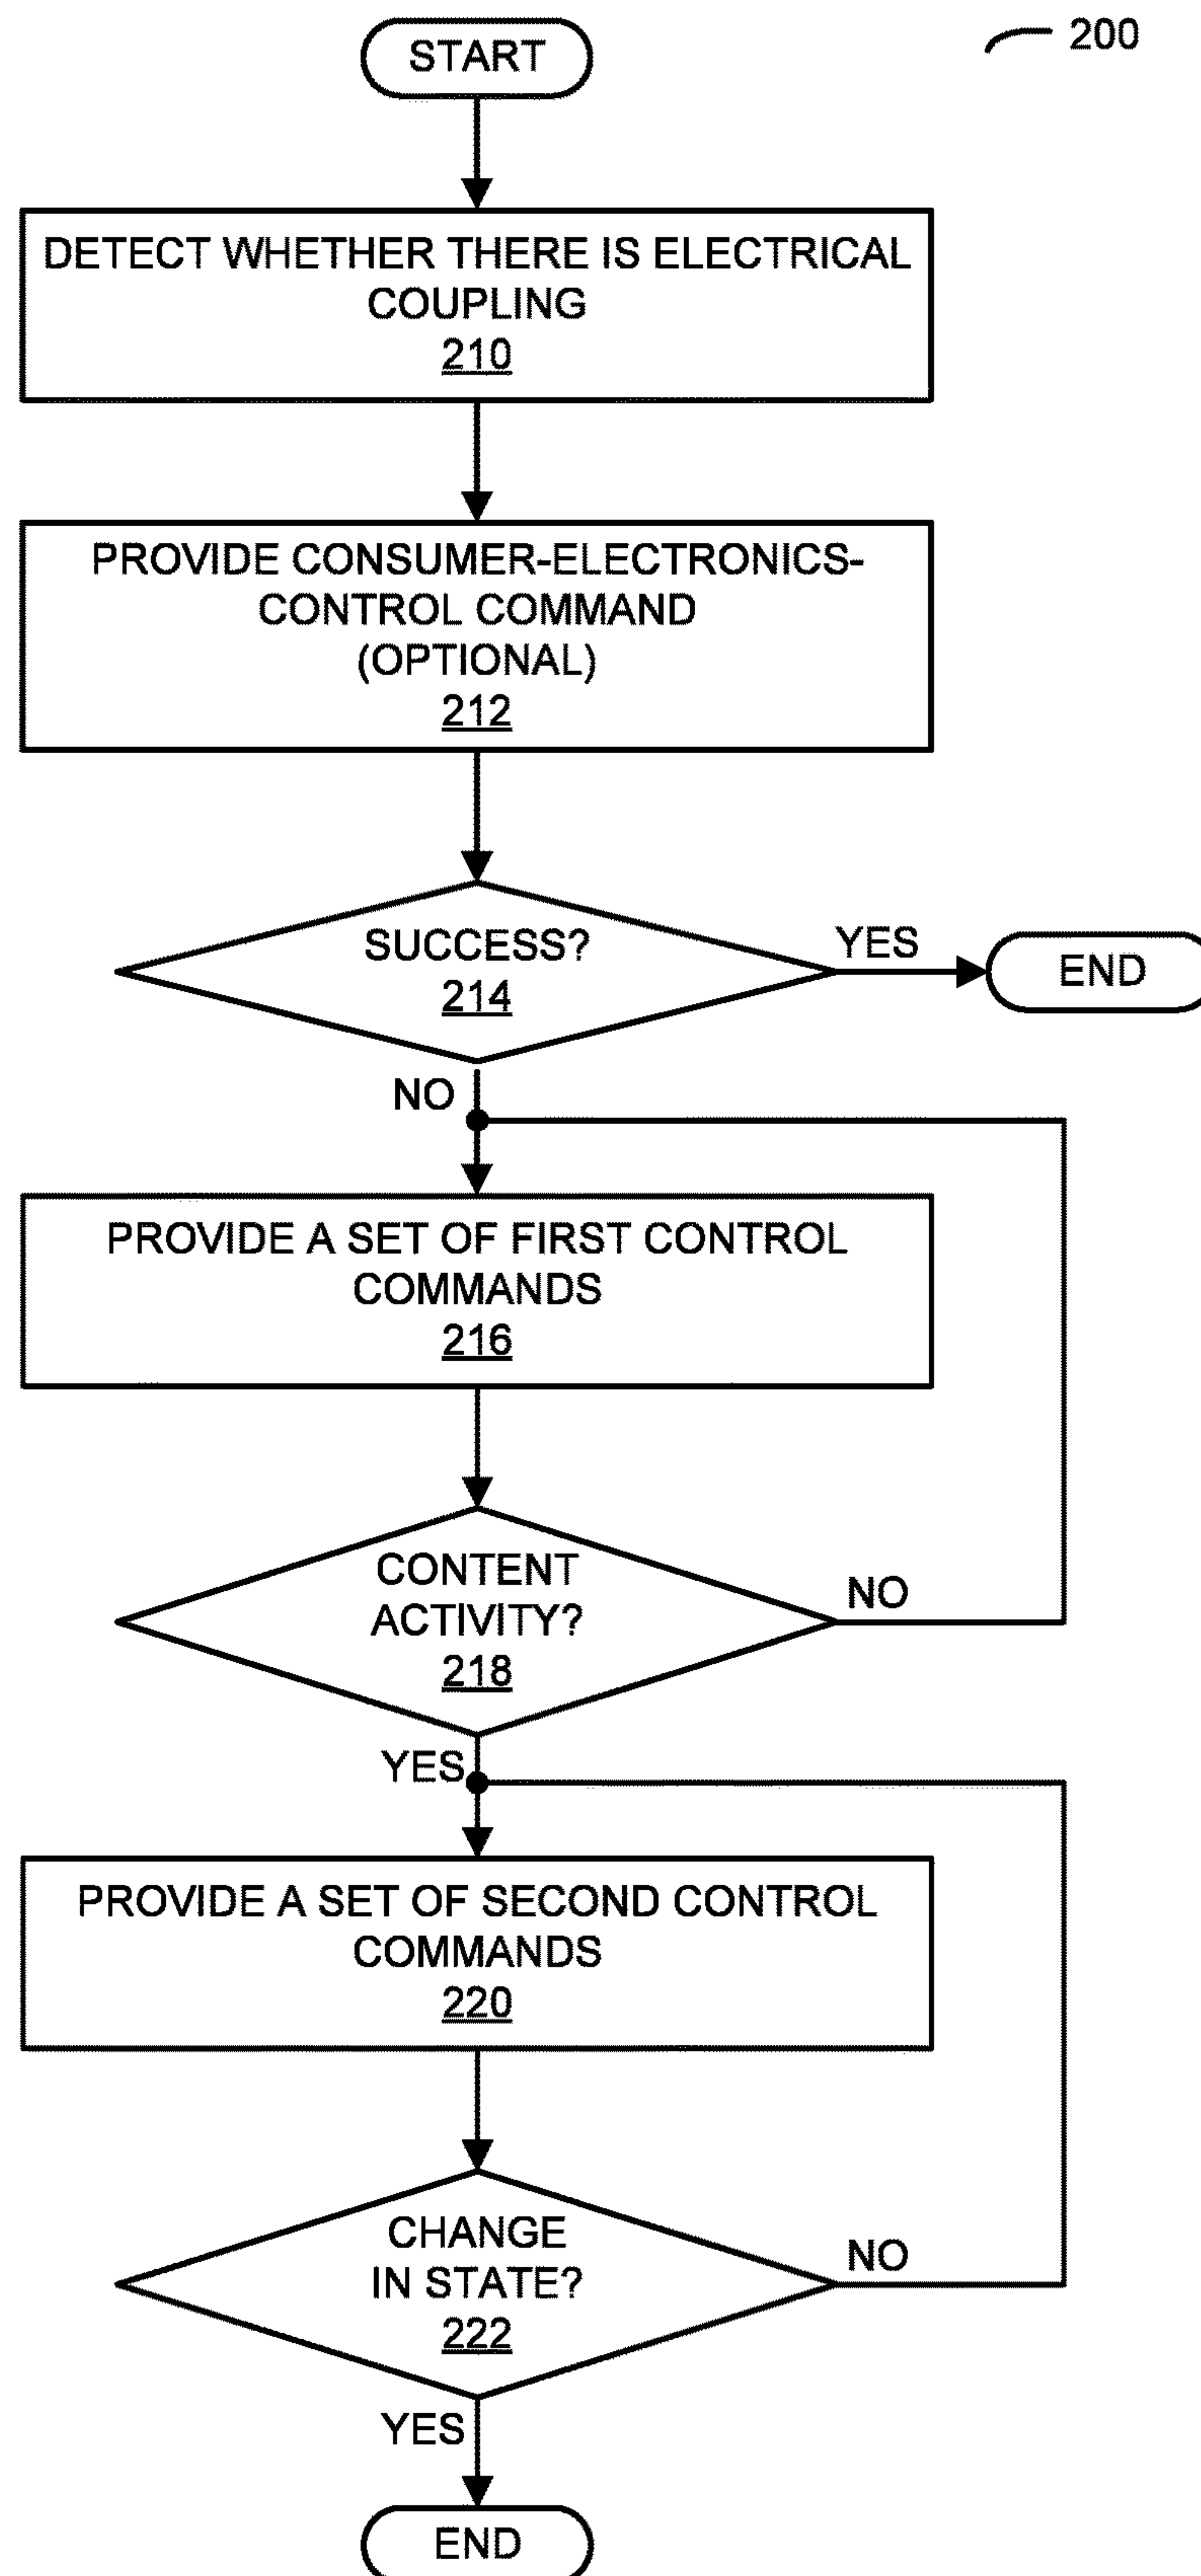 START
200
DETECT WHETHER THERE IS ELECTRICAL
COUPLING
210
PROVIDE CONSUMER-ELECTRONICS-
CONTROL COMMAND
(OPTIONAL)
212
SUCCESS?
214
YES
END
NO
PROVIDE A SET OF FIRST CONTROL
COMMANDS
216
CONTENT
ACTIVITY?
218
NO
YES
PROVIDE A SET OF SECOND CONTROL
COMMANDS
220
CHANGE
IN STATE?
222
NO
YES
END